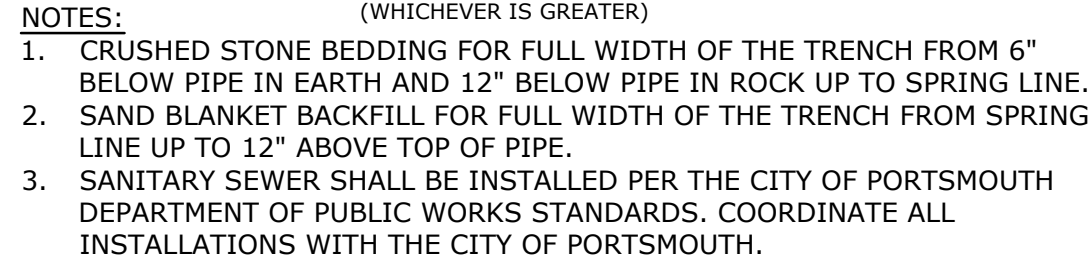 (WHICHEVER IS GREATER)
NOTES:
1. CRUSHED STONE BEDDING FOR FULL WIDTH OF THE TRENCH FROM 6"
BELOW PIPE IN EARTH AND 12" BELOW PIPE IN ROCK UP TO SPRING LINE.
2. SAND BLANKET BACKFILL FOR FULL WIDTH OF THE TRENCH FROM SPRING
LINE UP TO 12" ABOVE TOP OF PIPE.
3. SANITARY SEWER SHALL BE INSTALLED PER THE CITY OF PORTSMOUTH
DEPARTMENT OF PUBLIC WORKS STANDARDS. COORDINATE ALL
INSTALLATIONS WITH THE CITY OF PORTSMOUTH.